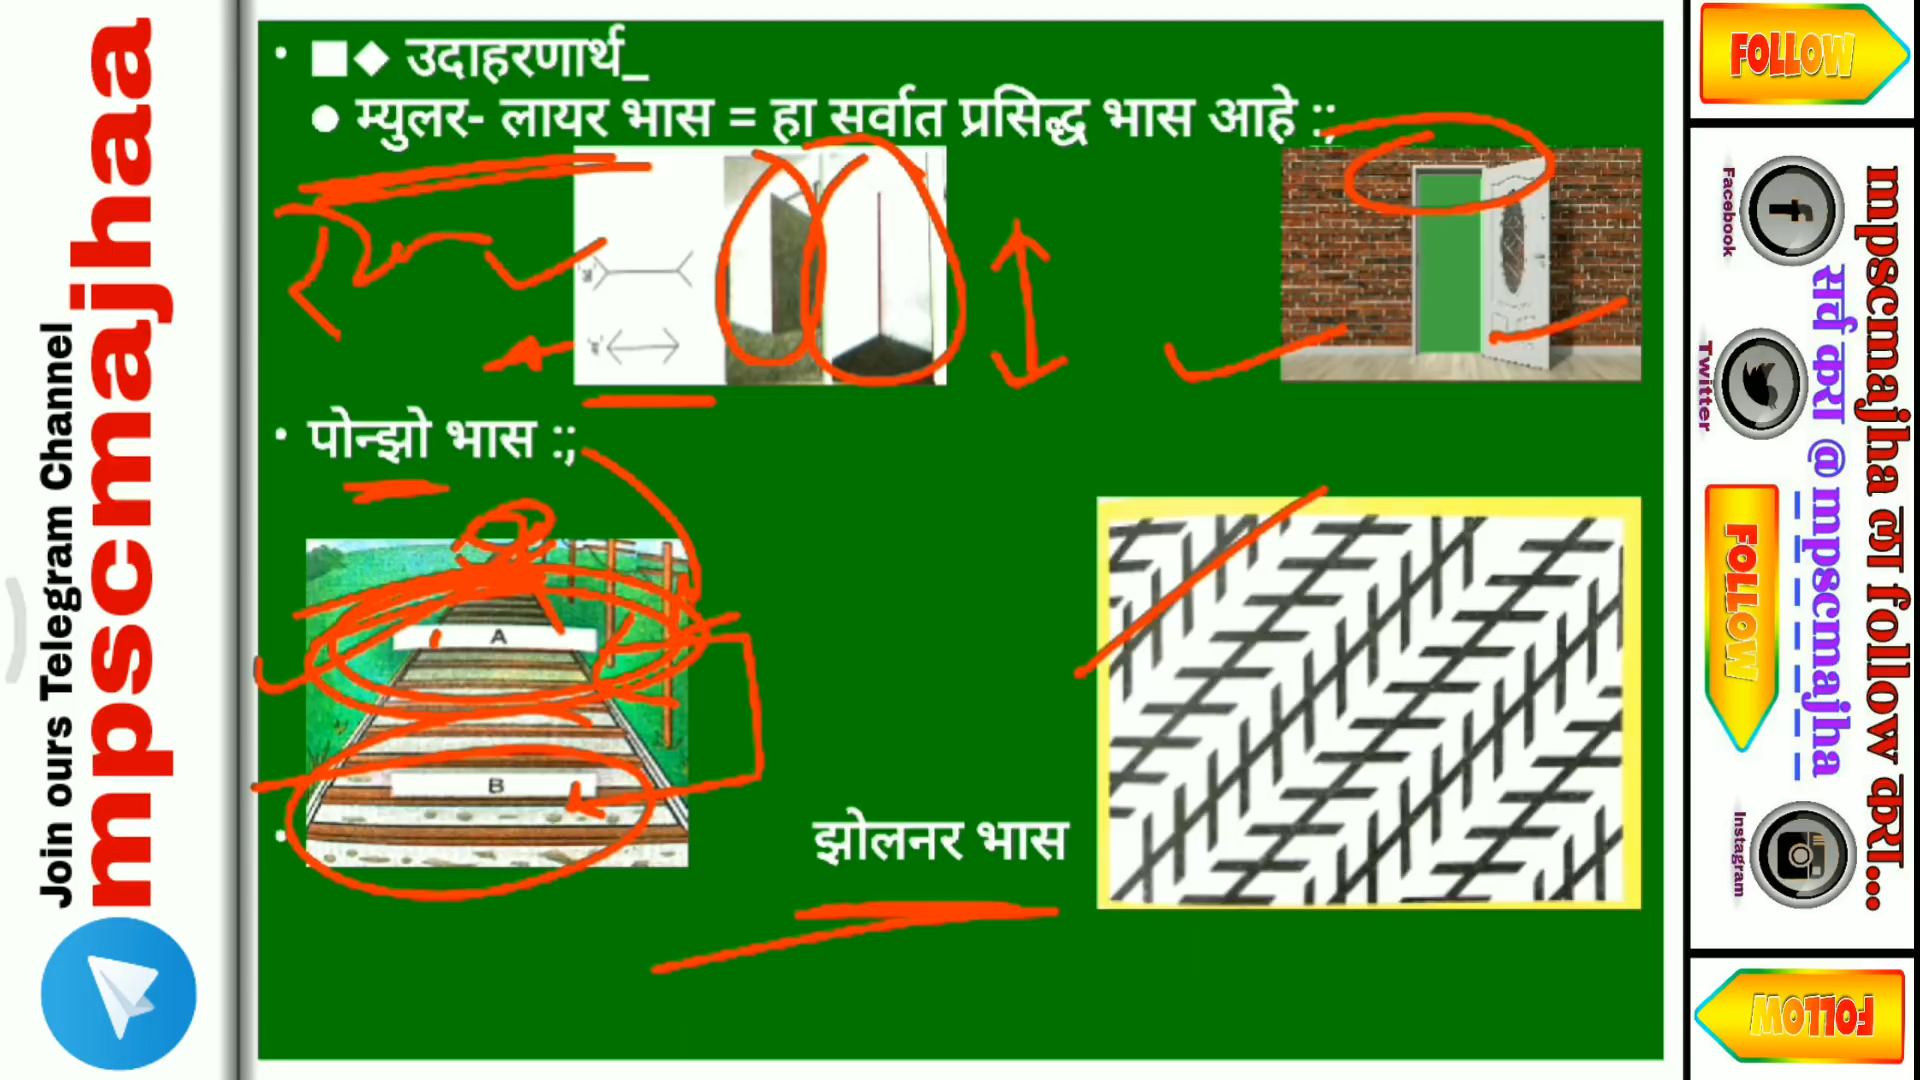 Join ours Telegram Channel
mpscmajhaa
• ■◆ उदाहरणार्थ_
● म्युलर- लायर भास = हा सर्वात प्रसिद्ध भास आहे :;
• पोन्झो भास :;
A
B
झोलनर भास
FOLLOW
mpscmajha ला follow करा...
सर्व करा @mpscmajha
Facebook
Twitter
Instagram
FOLLOW
FOLLOW